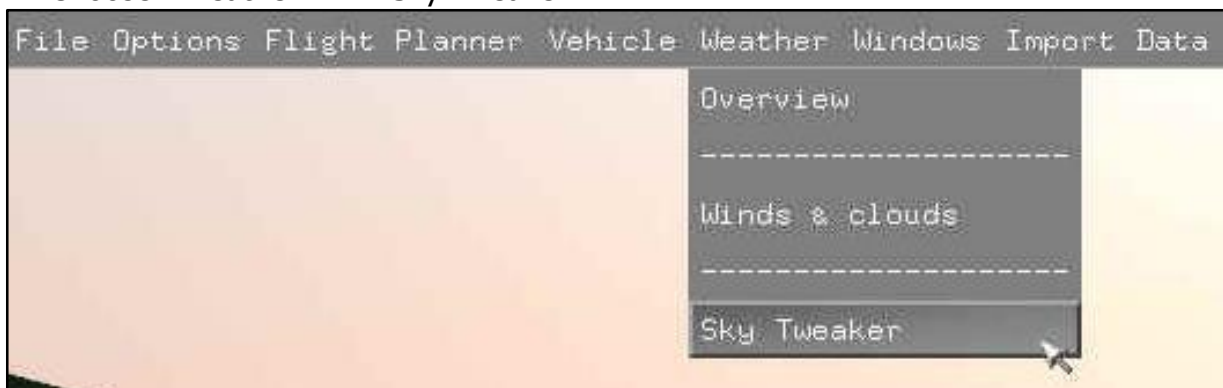 File Options Flight Planner Vehicle Weather Windows Import Data
Overview
--------------------
Winds & clouds
--------------------
Sky Tweaker